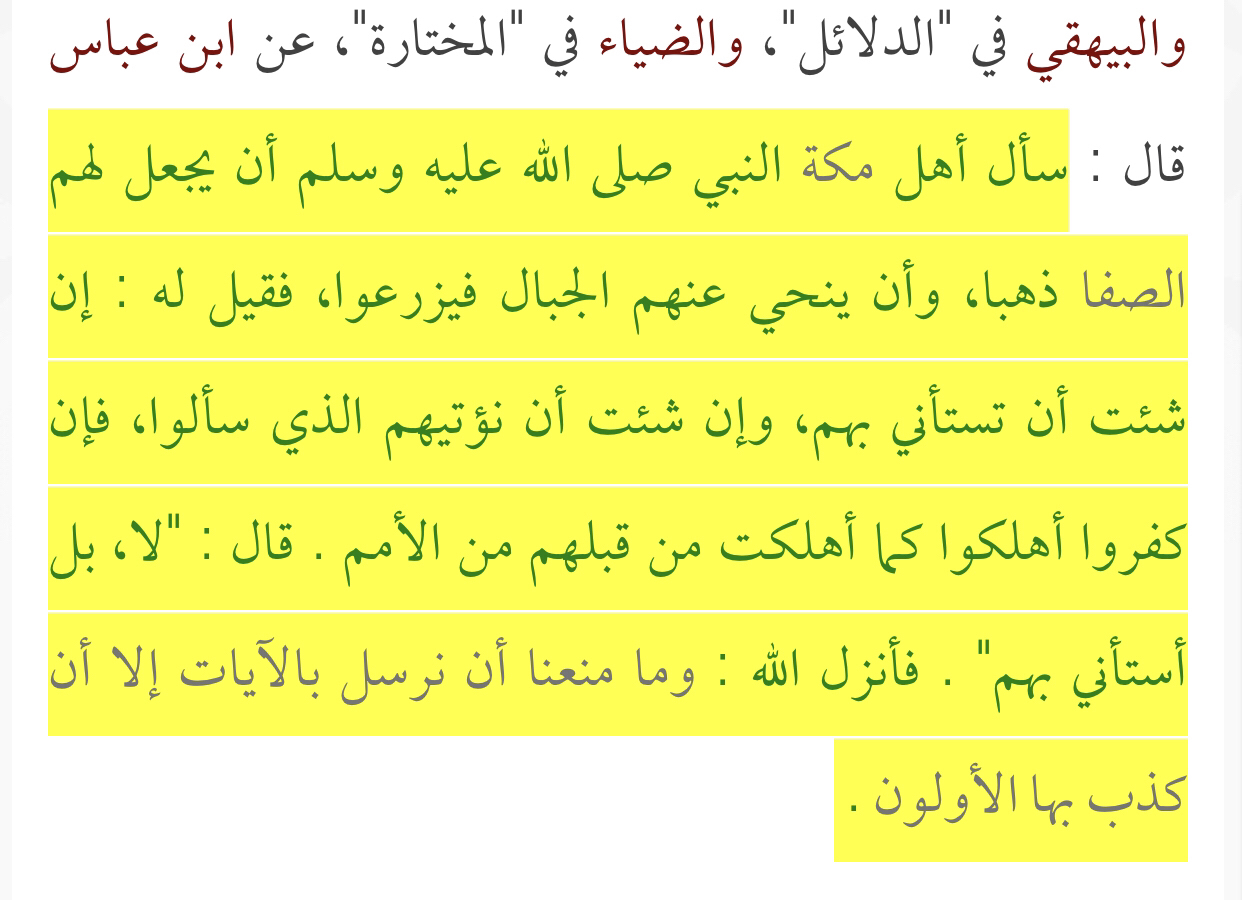 والبيهقي في "الدلائل"، والضياء في "المختارة"، عن ابن عباس
قال : سأل أهل مكة النبي صلى الله عليه وسلم أن يجعل لهم
الصفا ذهبا، وأن ينحي عنهم الجبال فيزرعوا، فقيل له : إن
شئت أن تستأني بهم، وإن شئت أن نؤتيهم الذي سألوا، فإن
كفروا أهلكوا كما أهلكت من قبلهم من الأمم . قال : "لا، بل
أستأني بهم" . فأنزل الله : وما منعنا أن نرسل بالآيات إلا أن
كذب بها الأولون .